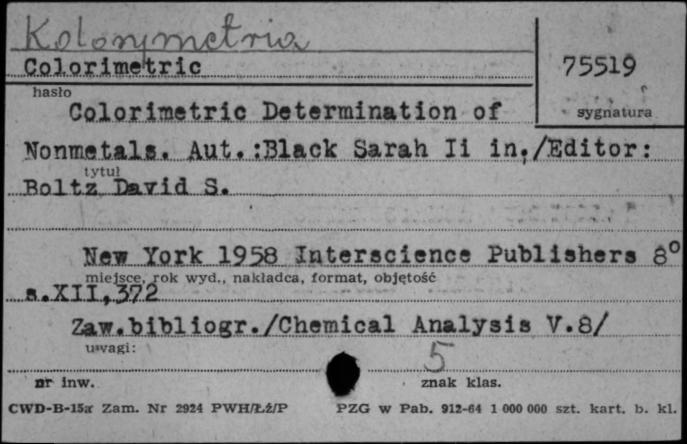 Kolorymetria
Colorimetric
75519
hasło
sygnatura
Colorimetric Determination of
Nonmetals. Aut.:Black Sarah Ii in,/Editor:
tytuł
Boltz David S.
New York 1958 Interscience Publishers 8°
miejsce, rok wyd., nakładca, format, objętość
s.XII,372
Zaw.bibliogr./Chemical Analysis V.8/
uwagi:
5
nr inw.
znak klas.
CWD-B-15a Zam. Nr 2924 PWH/Łź/P PZG w Pab. 912-64 1 000 000 szt. kart. b. kl.